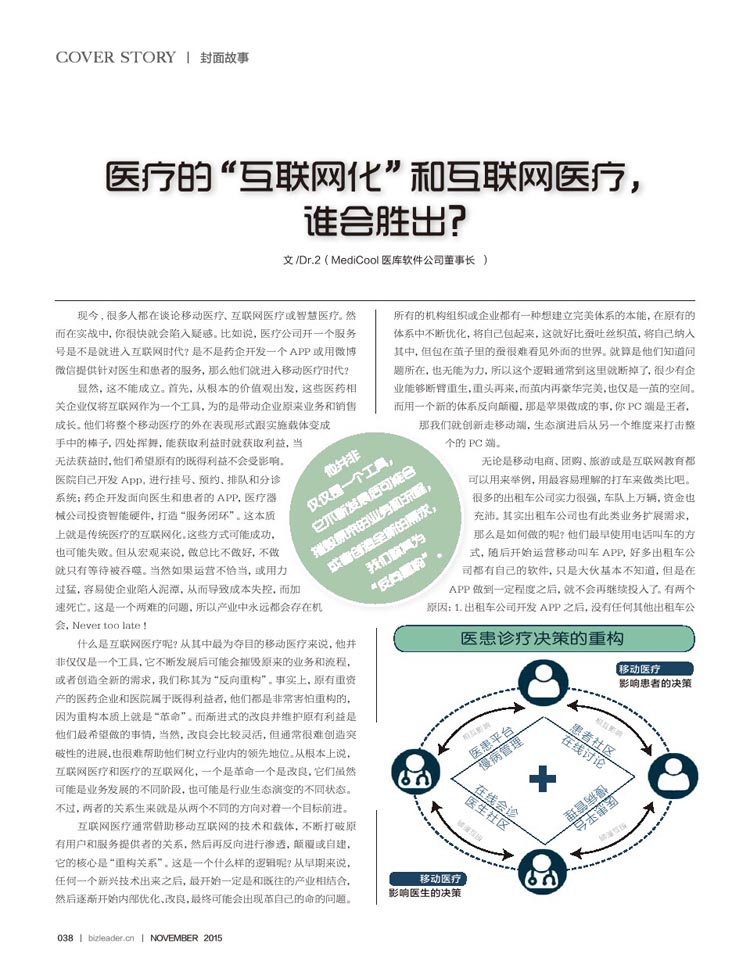 COVER STORY | 封面故事
医疗的“互联网化”和互联网医疗，
谁会胜出？
文 /Dr.2（ MediCool 医库软件公司董事长 ）
现今，很多人都在谈论移动医疗、互联网医疗或智慧医疗。然
而在实战中，你很快就会陷入疑惑。比如说，医疗公司开一个服务
号是不是就进入互联网时代？是不是药企开发一个 APP 或用微博
微信提供针对医生和患者的服务，那么他们就进入移动医疗时代？
显然，这不能成立。首先，从根本的价值观出发，这些医药相
关企业仅将互联网作为一个工具，为的是带动企业原来业务和销售
成长。他们将整个移动医疗的外在表现形式跟实施载体变成
手中的棒子，四处挥舞，能获取利益时就获取利益，当
无法获益时，他们希望原有的既得利益不会受影响。
医院自己开发 App，进行挂号、预约、排队和分诊
系统；药企开发面向医生和患者的 APP，医疗器
械公司投资智能硬件，打造“服务闭环”。这本质
上就是传统医疗的互联网化。这些方式可能成功，
也可能失败。但从宏观来说，做总比不做好，不做
就只有等待被吞噬。当然如果运营不恰当，或用力
过猛，容易使企业陷入泥潭，从而导致成本失控，而加
速死亡。这是一个两难的问题，所以产业中永远都会存在机
会，Never too late！
什么是互联网医疗呢？从其中最为夺目的移动医疗来说，他并
非仅仅是一个工具，它不断发展后可能会摧毁原来的业务和流程，
或者创造全新的需求，我们称其为“反向重构”。事实上，原有重资
产的医药企业和医院属于既得利益者，他们都是非常害怕重构的，
因为重构本质上就是“革命”。而渐进式的改良并维护原有利益是
他们最希望做的事情，当然，改良会比较灵活，但通常很难创造突
破性的进展，也很难帮助他们树立行业内的领先地位。从根本上说，
互联网医疗和医疗的互联网化，一个是革命一个是改良，它们虽然
可能是业务发展的不同阶段，也可能是行业生态演变的不同状态。
不过，两者的关系生来就是从两个不同的方向对着一个目标前进。
互联网医疗通常借助移动互联网的技术和载体，不断打破原
有用户和服务提供者的关系，然后再反向进行渗透，颠覆或自建，
它的核心是“重构关系”。这是一个什么样的逻辑呢？从早期来说，
任何一个新兴技术出来之后，最开始一定是和既往的产业相结合，
然后逐渐开始内部优化、改良，最终可能会出现革自己的命的问题。
他并非
仅仅是一个工具，
它不断发展后可能会
摧毁原来的业务和流程，
或者创造全新的需求，
我们称其为
“反向重构”。
所有的机构组织或企业都有一种想建立完美体系的本能，在原有的
体系中不断优化，将自己包起来，这就好比蚕吐丝织茧，将自己纳入
其中，但包在茧子里的蚕很难看见外面的世界。就算是他们知道问
题所在，也无能为力，所以这个逻辑通常到这里就断掉了，很少有企
业能够断臂重生，重头再来，而茧内再豪华完美，也仅是一茧的空间。
而用一个新的体系反向颠覆，那是苹果做成的事，你 PC 端是王者，
那我们就创新走移动端，生态演进后从另一个维度来打击整
个的 PC 端。
无论是移动电商、团购、旅游或是互联网教育都
可以用来举例，用最容易理解的打车来做类比吧。
很多的出租车公司实力很强，车队上万辆，资金也
充沛。其实出租车公司也有此类业务扩展需求，
那么是如何做的呢？他们最早使用电话叫车的方
式，随后开始运营移动叫车 APP，好多出租车公
司都有自己的软件，只是大伙基本不知道，但是在
APP 做到一定程度之后，就不会再继续投入了。有两个
原因：1. 出租车公司开发 APP 之后，没有任何其他出租车公
医患诊疗决策的重构
移动医疗
影响患者的决策
相互影响
相互影响
医患平台
慢病管理
患者社区
在线讨论
在线会诊
医生社区
医患平台
慢病管理
相互影响
相互影响
移动医疗
影响医生的决策
038 | bizleader.cn | NOVEMBER 2015